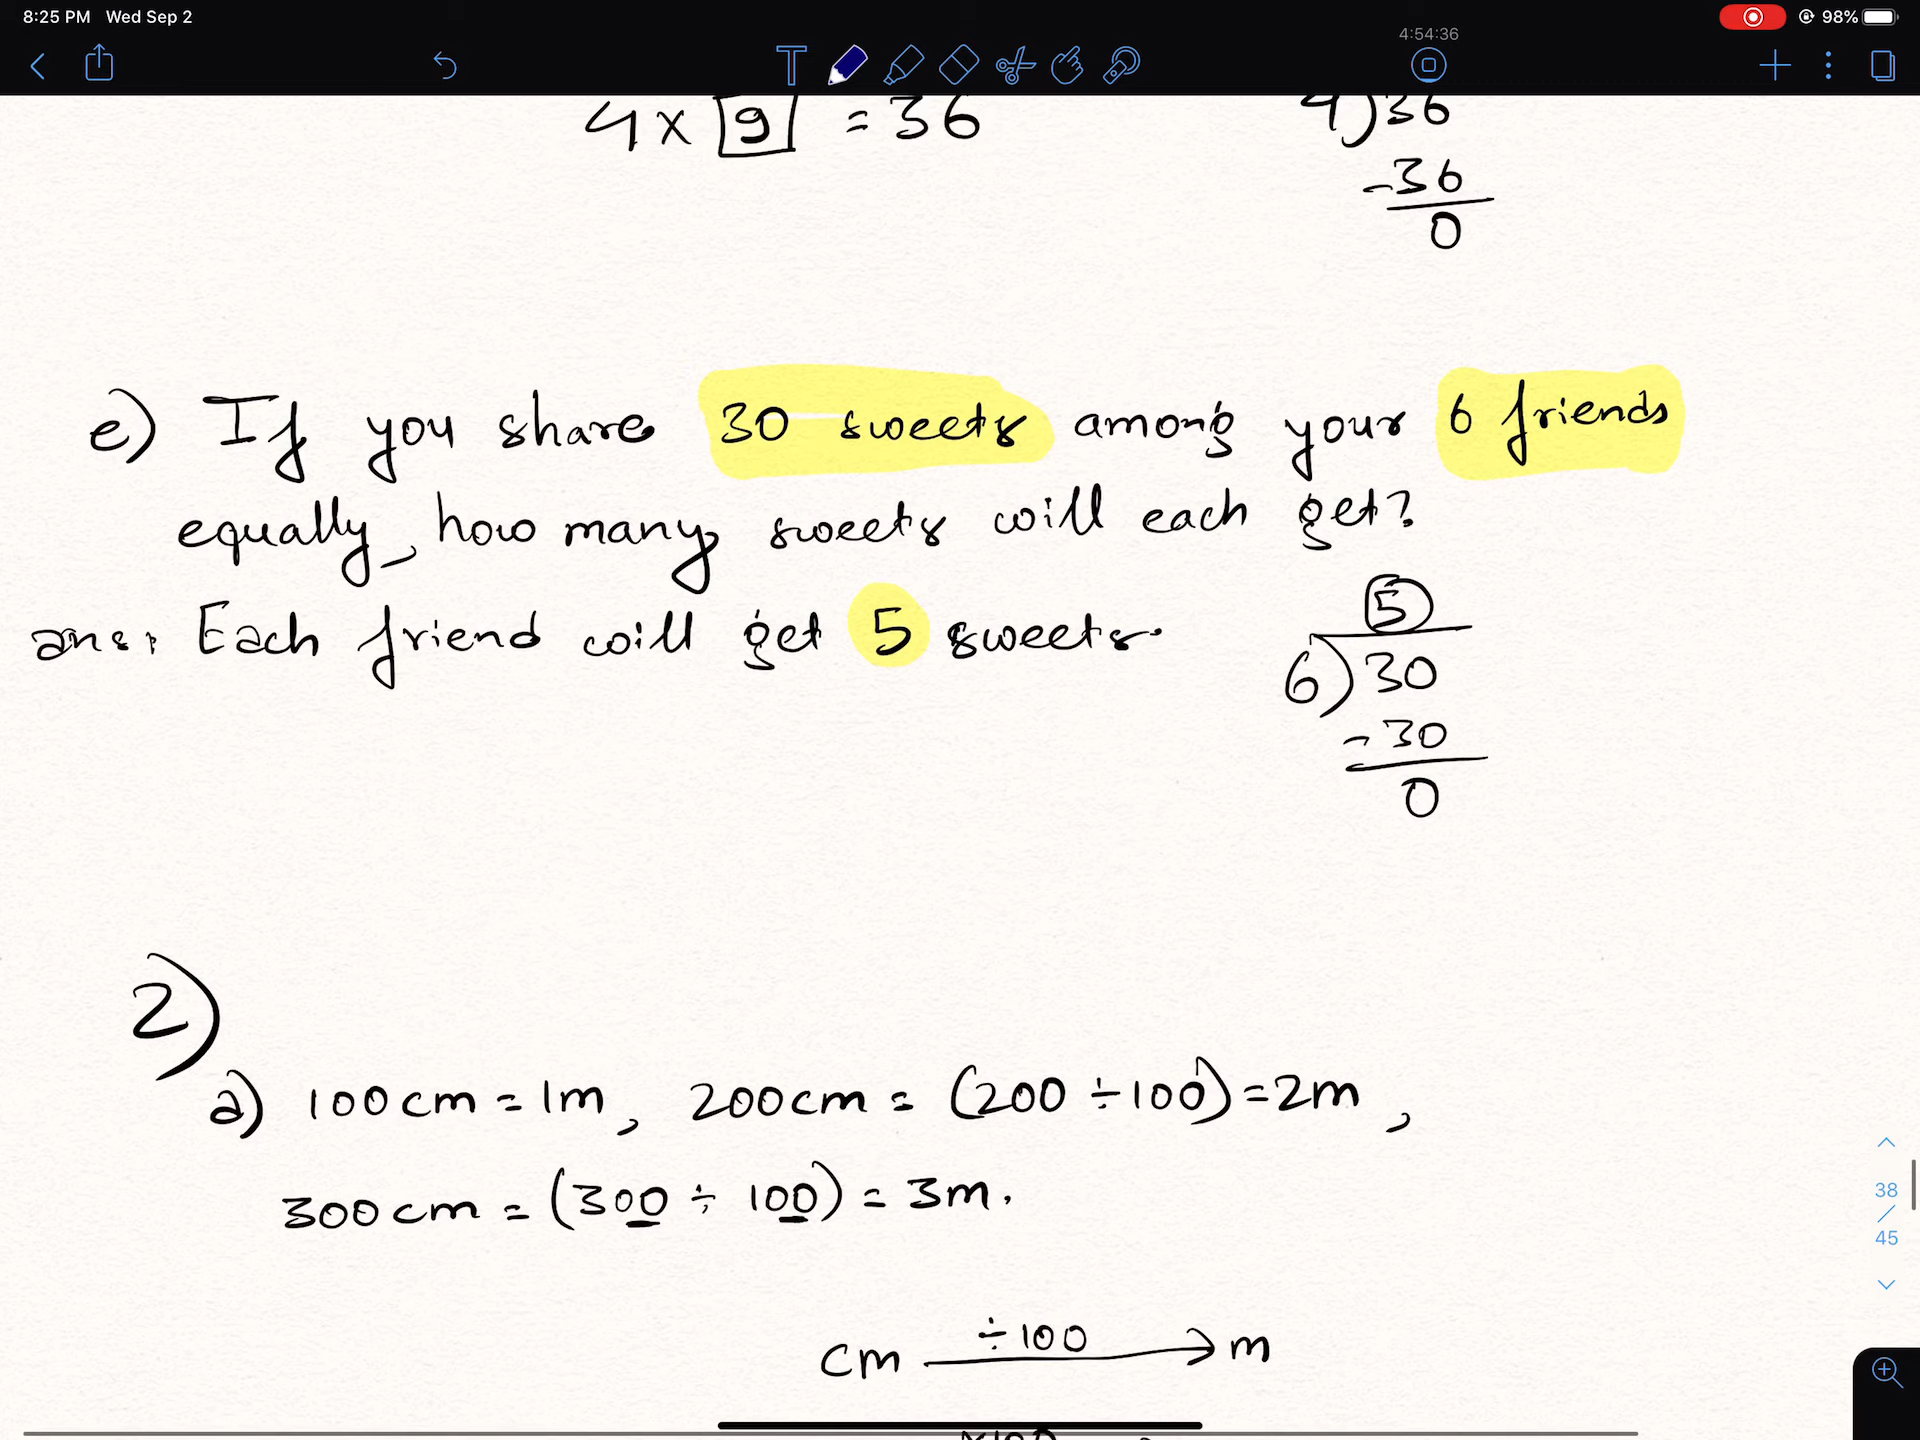 8:25 PM Wed Sep 2
98%
4:54:36
4 x 9 = 36
4)36
-36
0
e) If you share 30 sweets among your 6 friends
equally, how many sweets will each get?
ans: Each friend will get 5 sweets.
5
6)30
-30
0
2)
a) 100cm = 1m, 200cm = (200 ÷ 100) = 2m,
300cm = (300 ÷ 100) = 3m.
38
/
45
÷100
cm → m